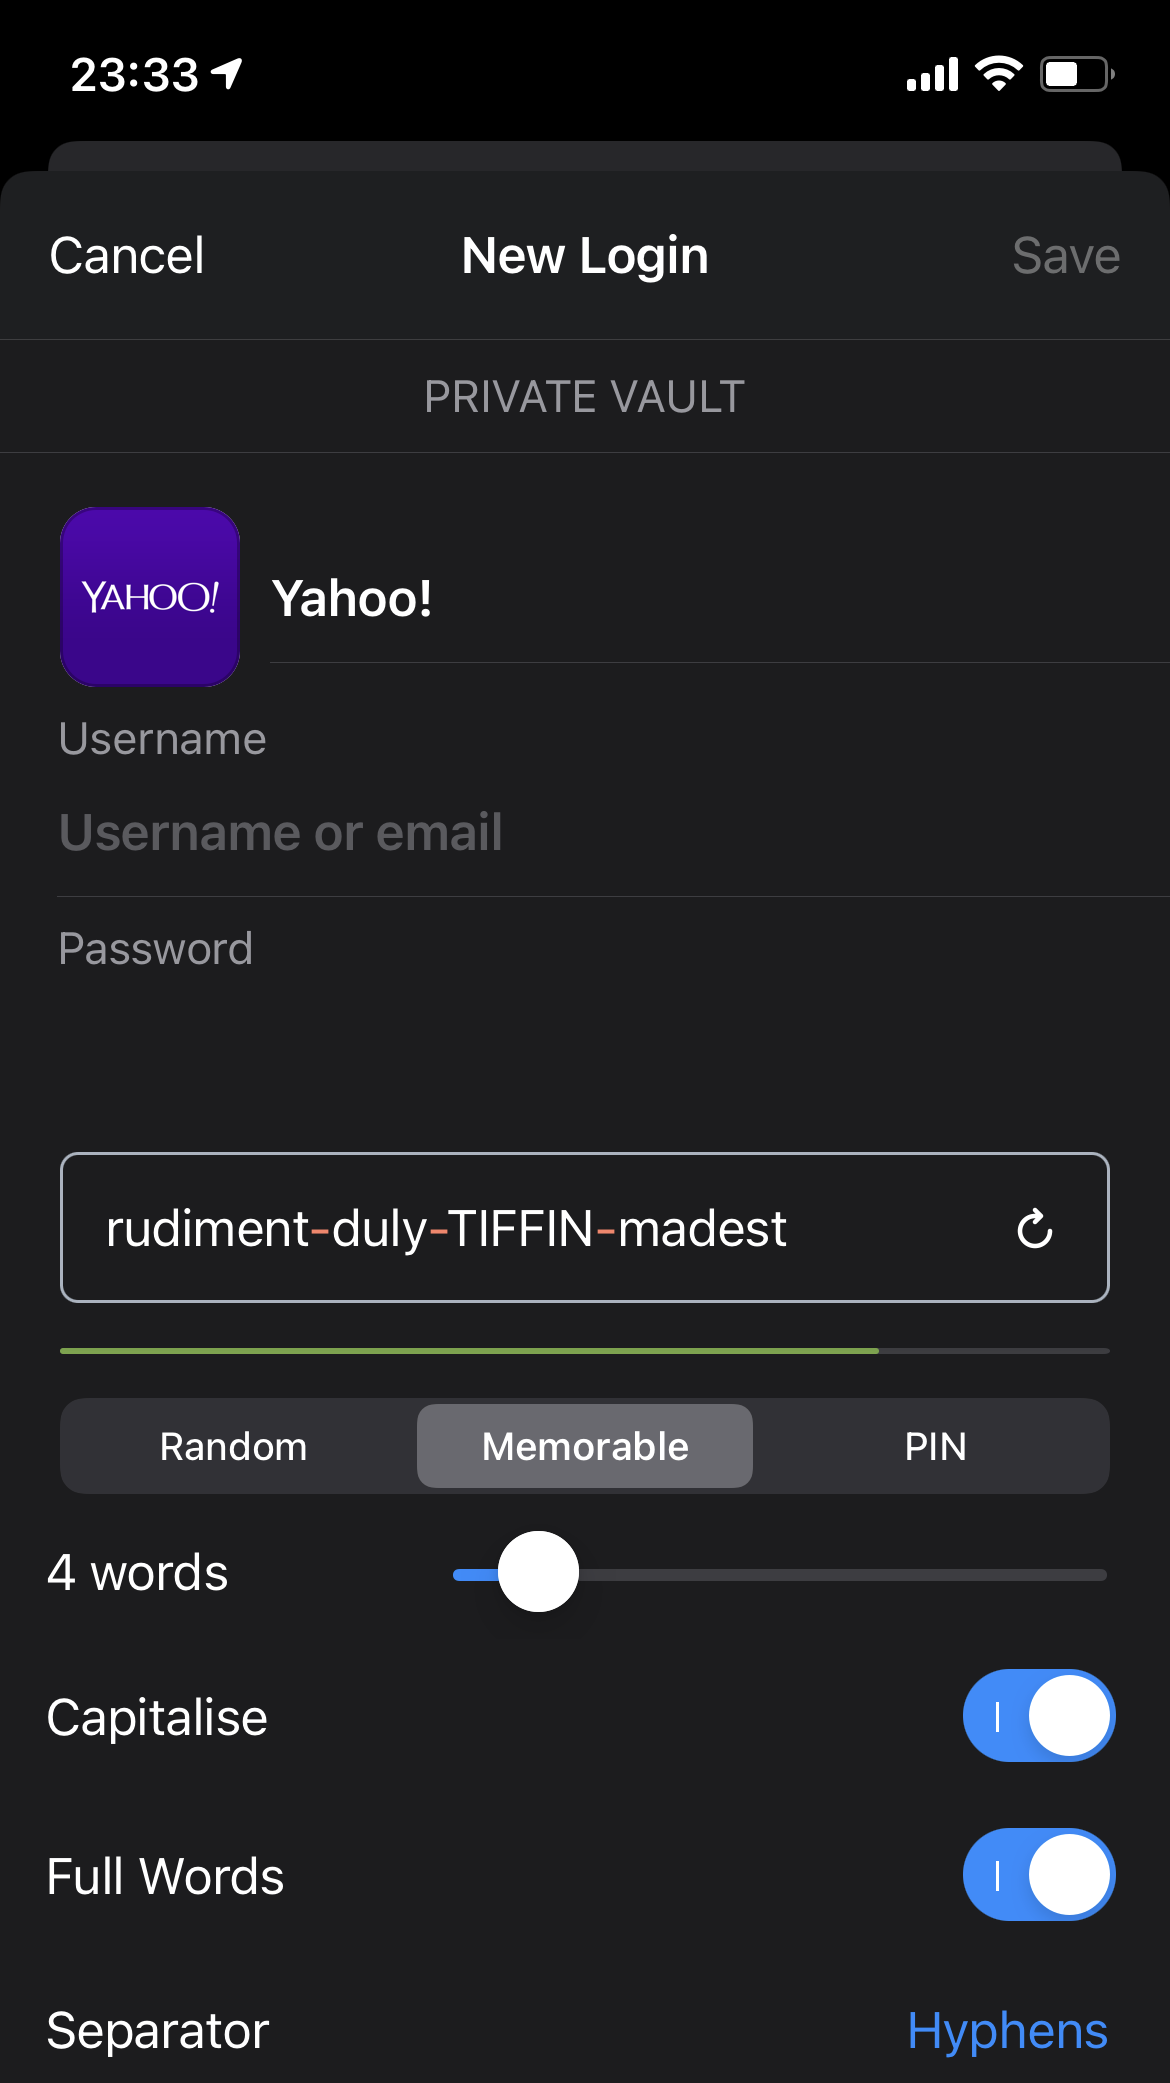 23:33
Cancel New Login Save
PRIVATE VAULT
YAHOO! Yahoo!
Username
Username or email
Password
rudiment-duly-TIFFIN-madest
Random Memorable PIN
4 words
Capitalise
Full Words
Separator Hyphens